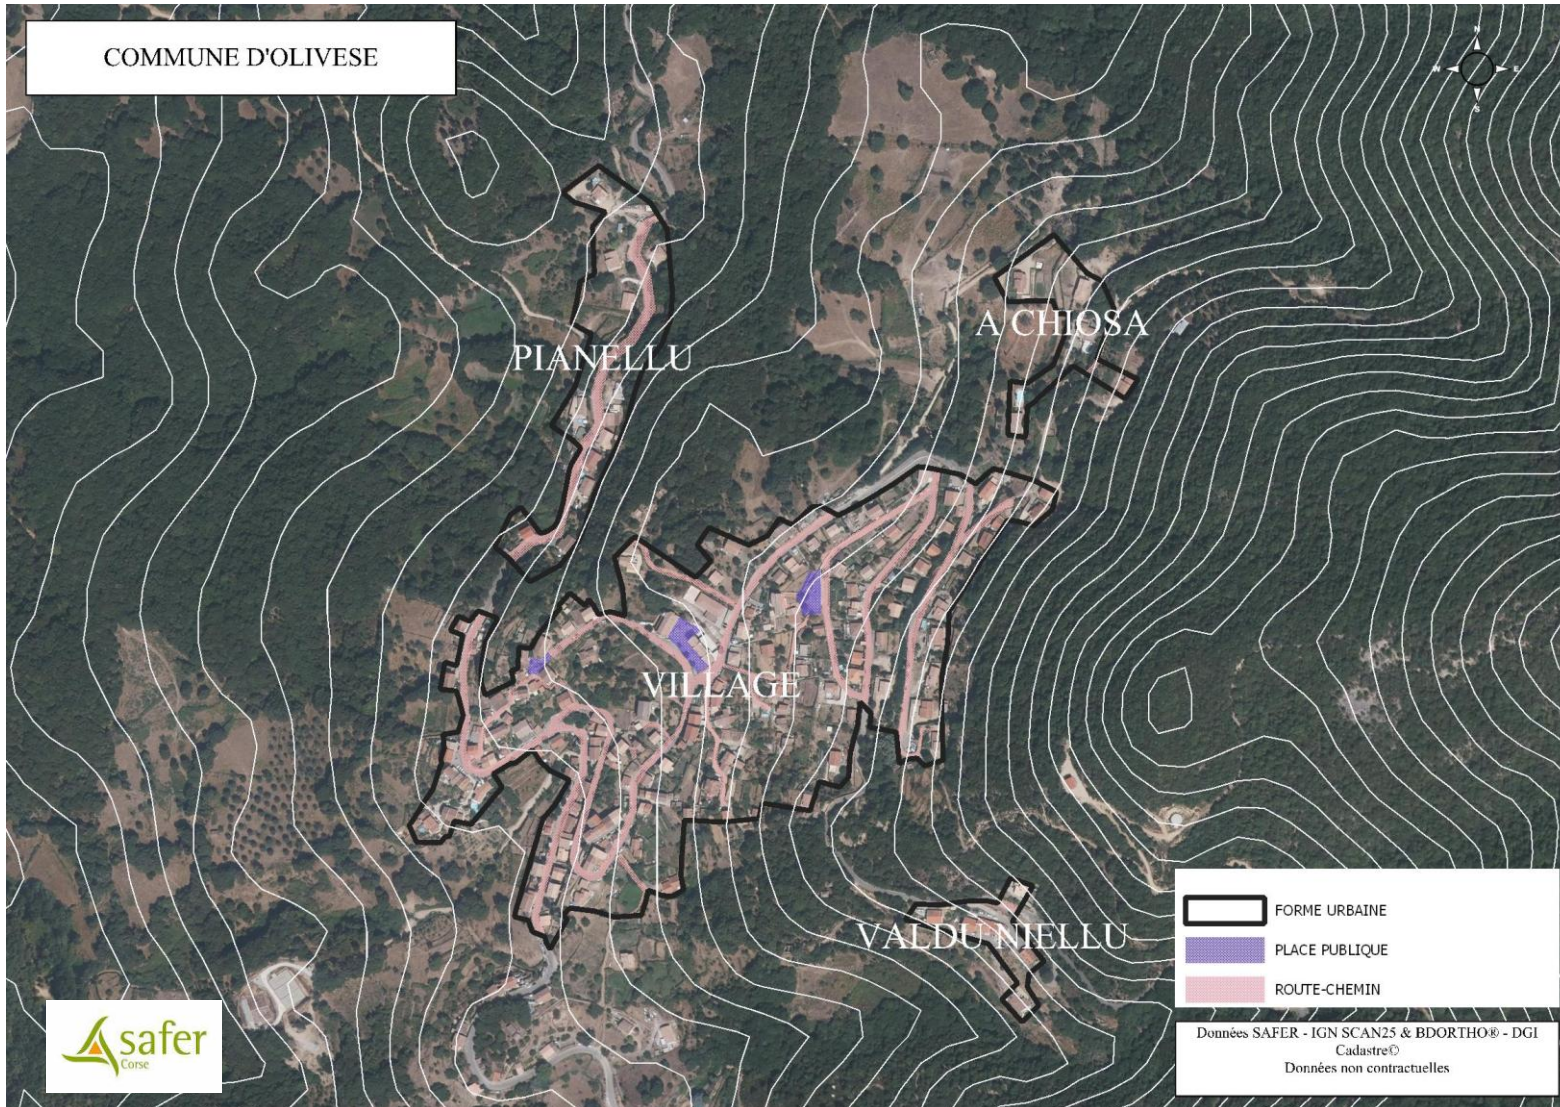 COMMUNE D'OLIVESE
N
W
E
S
A CHIOSA
PIANELLU
VILLAGE
VALDU NIELLU
FORME URBAINE
PLACE PUBLIQUE
ROUTE-CHEMIN
safer
Corse
Données SAFER - IGN SCAN25 & BDORTHO® - DGI
Cadastre©
Données non contractuelles